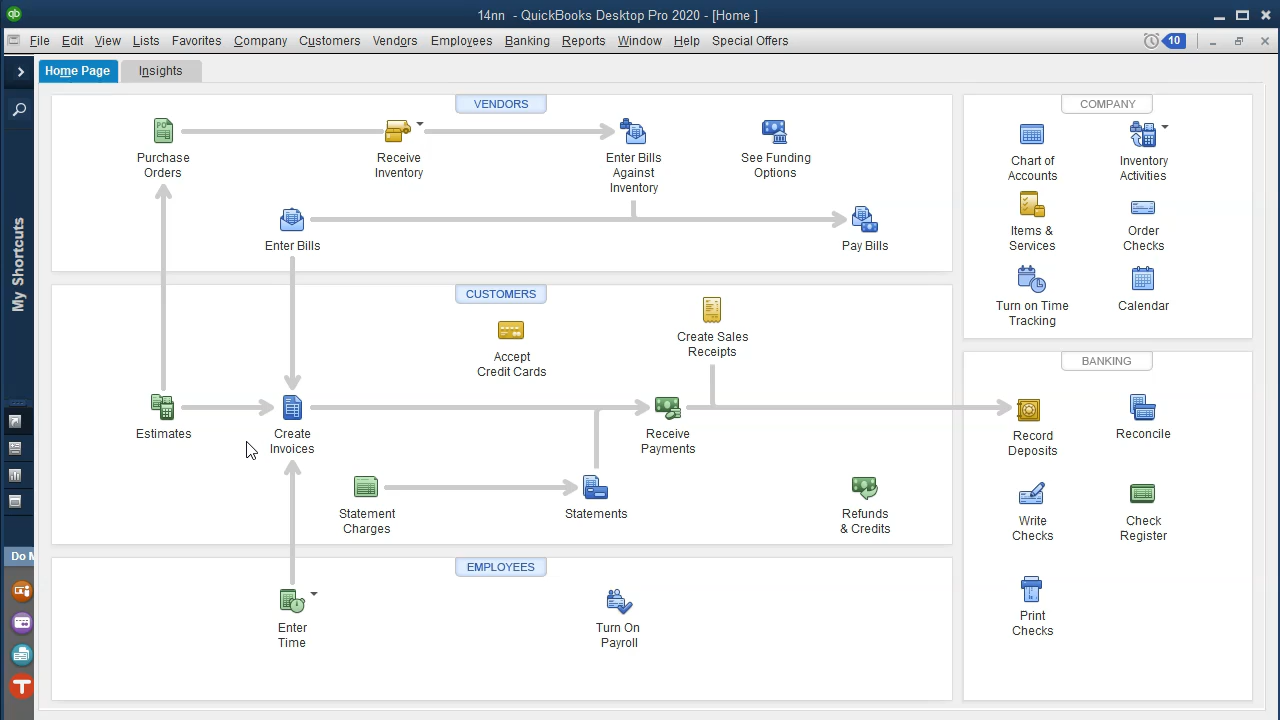 14nn - QuickBooks Desktop Pro 2020 - [Home ]
File Edit View Lists Favorites Company Customers Vendors Employees Banking Reports Window Help Special Offers 10
Home Page Insights
My Shortcuts
Do M
VENDORS
Purchase
Orders
Receive
Inventory
Enter Bills
Against
Inventory
See Funding
Options
Enter Bills
Pay Bills
CUSTOMERS
Create Sales
Receipts
Accept
Credit Cards
Estimates
Create
Invoices
Receive
Payments
Statement
Charges
Statements
Refunds
& Credits
EMPLOYEES
Enter
Time
Turn On
Payroll
COMPANY
Chart of
Accounts
Inventory
Activities
Items &
Services
Order
Checks
Turn on Time
Tracking
Calendar
BANKING
Record
Deposits
Reconcile
Write
Checks
Check
Register
Print
Checks